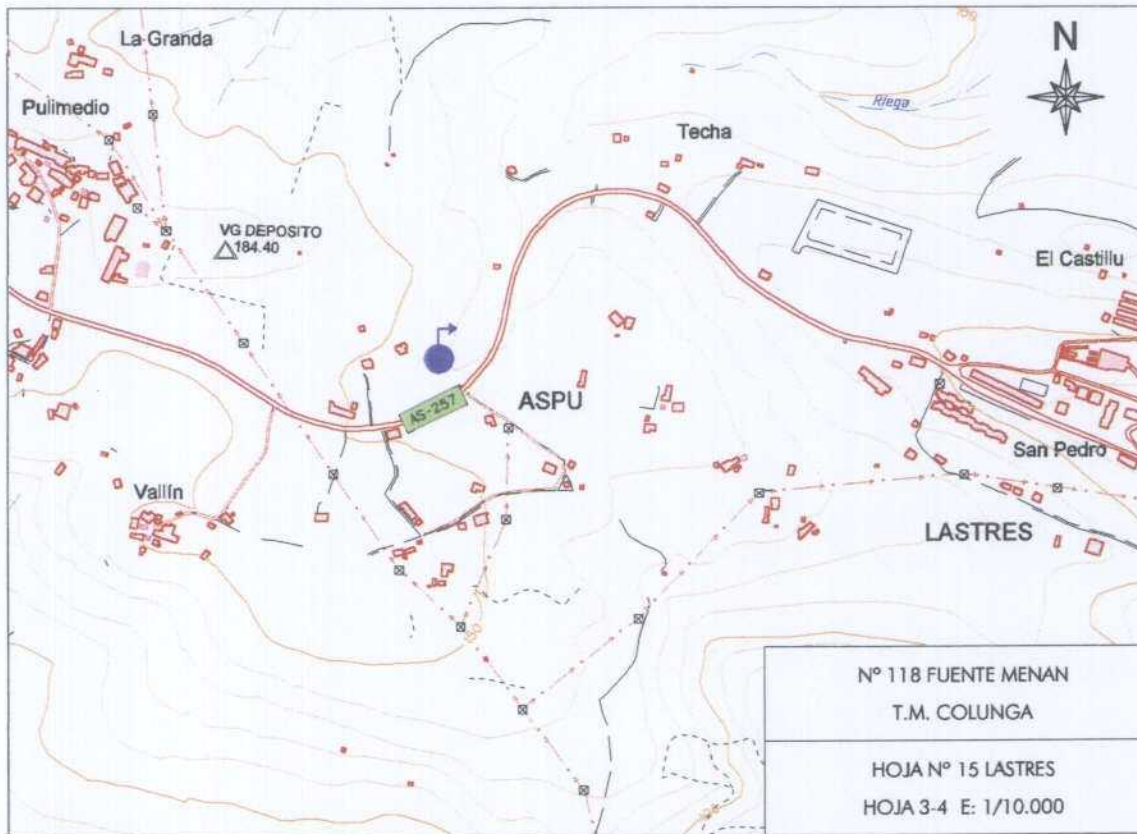 La Granda
N
Pulimedio
Riega
Techa
VG DEPOSITO
184.40
El Castillu
AS-257
ASPU
San Pedro
Vallín
LASTRES
150
Nº 118 FUENTE MENAN
T.M. COLUNGA
HOJA Nº 15 LASTRES
HOJA 3-4 E: 1/10.000